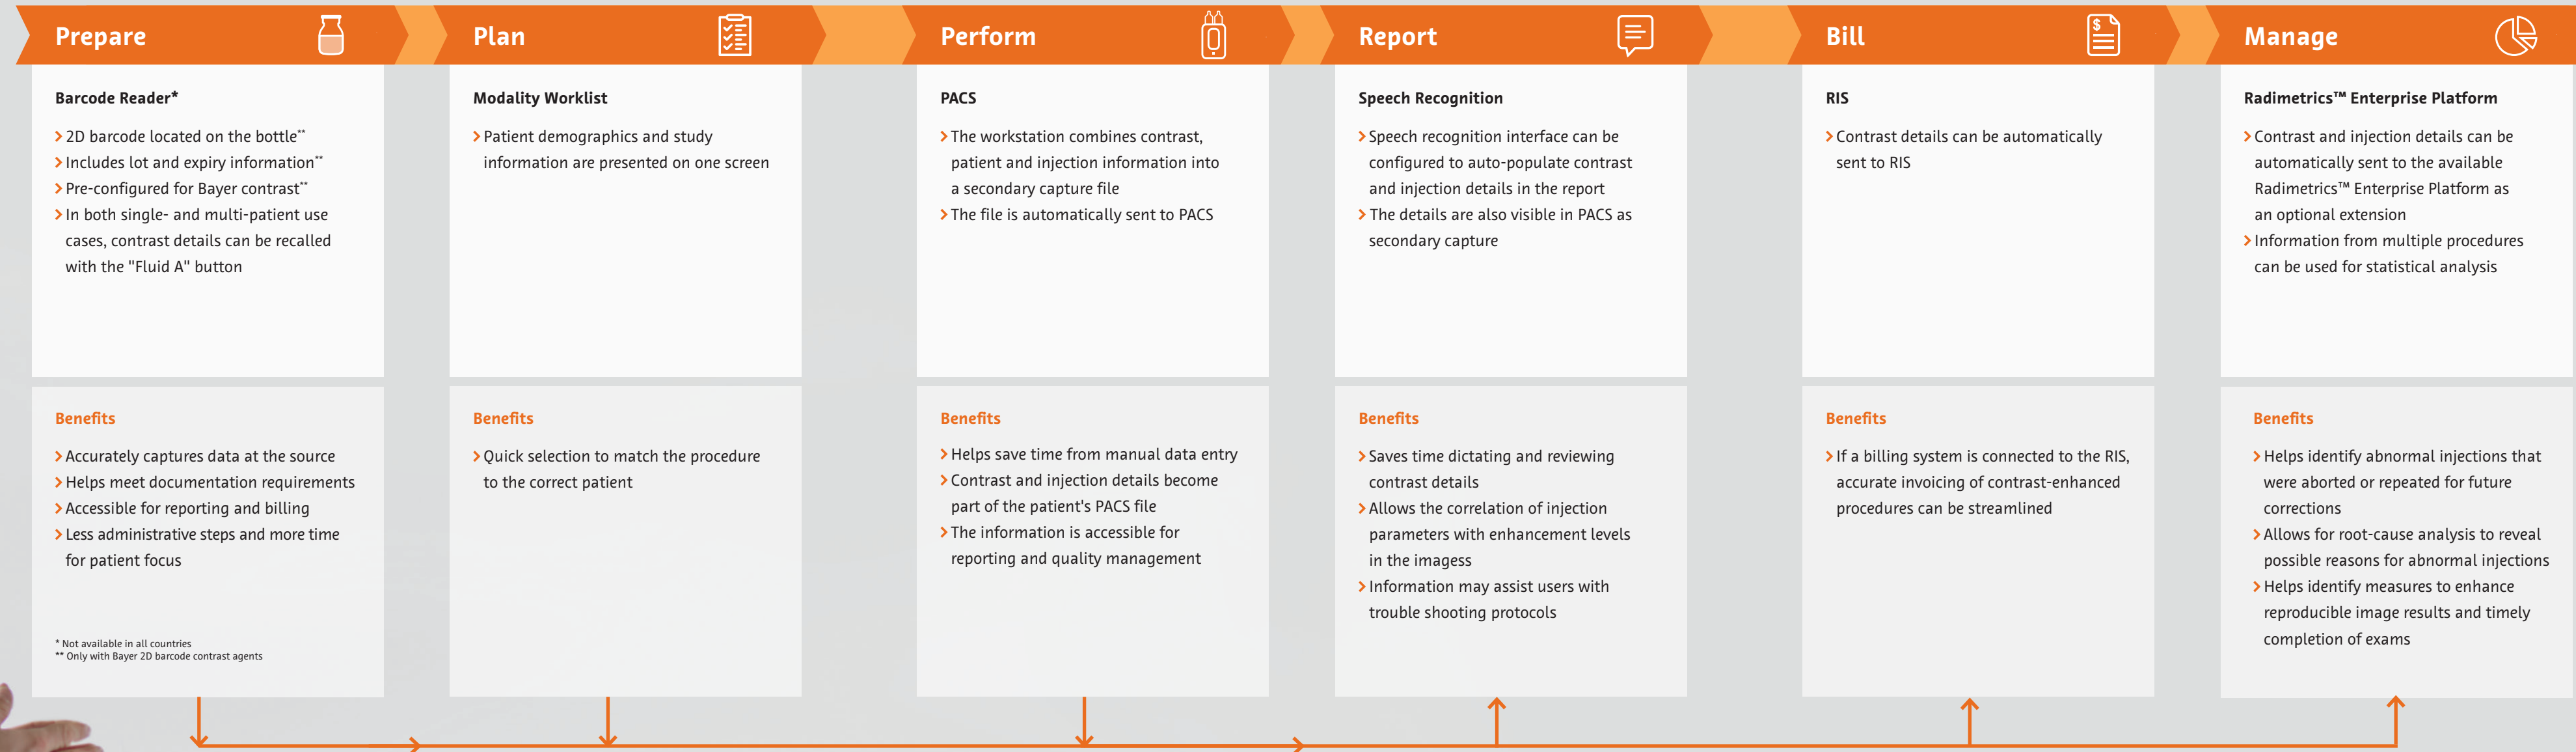 Prepare
Barcode Reader*
2D barcode located on the bottle**
Includes lot and expiry information**
Pre-configured for Bayer contrast**
In both single- and multi-patient use
cases, contrast details can be recalled
with the "Fluid A" button
Benefits
Accurately captures data at the source
Helps meet documentation requirements
Accessible for reporting and billing
Less administrative steps and more time
for patient focus
* Not available in all countries
** Only with Bayer 2D barcode contrast agents
Plan
Modality Worklist
Patient demographics and study
information are presented on one screen
Benefits
Quick selection to match the procedure
to the correct patient
Perform
PACS
The workstation combines contrast,
patient and injection information into
a secondary capture file
The file is automatically sent to PACS
Benefits
Helps save time from manual data entry
Contrast and injection details become
part of the patient's PACS file
The information is accessible for
reporting and quality management
Report
Speech Recognition
Speech recognition interface can be
configured to auto-populate contrast
and injection details in the report
The details are also visible in PACS as
secondary capture
Benefits
Saves time dictating and reviewing
contrast details
Allows the correlation of injection
parameters with enhancement levels
in the imagess
Information may assist users with
trouble shooting protocols
Bill
$
RIS
Contrast details can be automatically
sent to RIS
Benefits
If a billing system is connected to the RIS,
accurate invoicing of contrast-enhanced
procedures can be streamlined
Manage
Radimetrics™ Enterprise Platform
Contrast and injection details can be
automatically sent to the available
Radimetrics™ Enterprise Platform as
an optional extension
Information from multiple procedures
can be used for statistical analysis
Benefits
Helps identify abnormal injections that
were aborted or repeated for future
corrections
Allows for root-cause analysis to reveal
possible reasons for abnormal injections
Helps identify measures to enhance
reproducible image results and timely
completion of exams